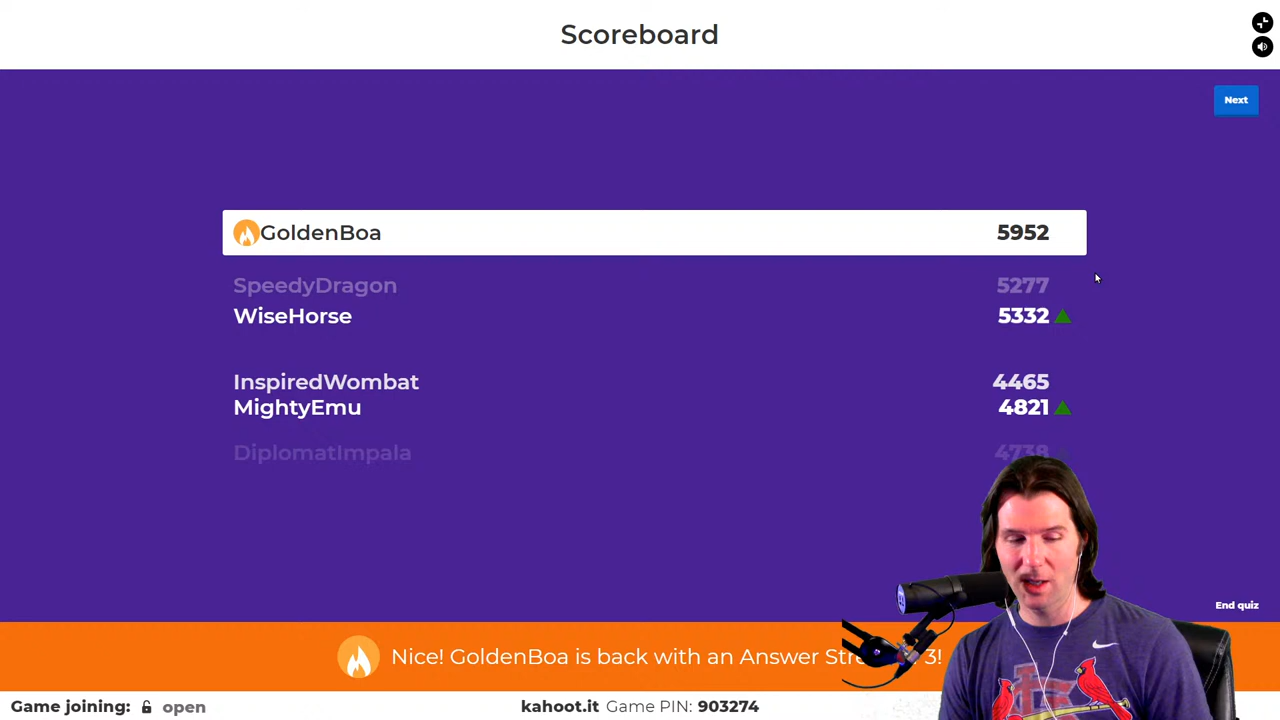 Scoreboard
Next
GoldenBoa 5952
SpeedyDragon 5277
WiseHorse 5332
InspiredWombat 4465
MightyEmu 4821
DiplomatImpala 4738
End quiz
Nice! GoldenBoa is back with an Answer 3!
Game joining: open
kahoot.it Game PIN: 903274